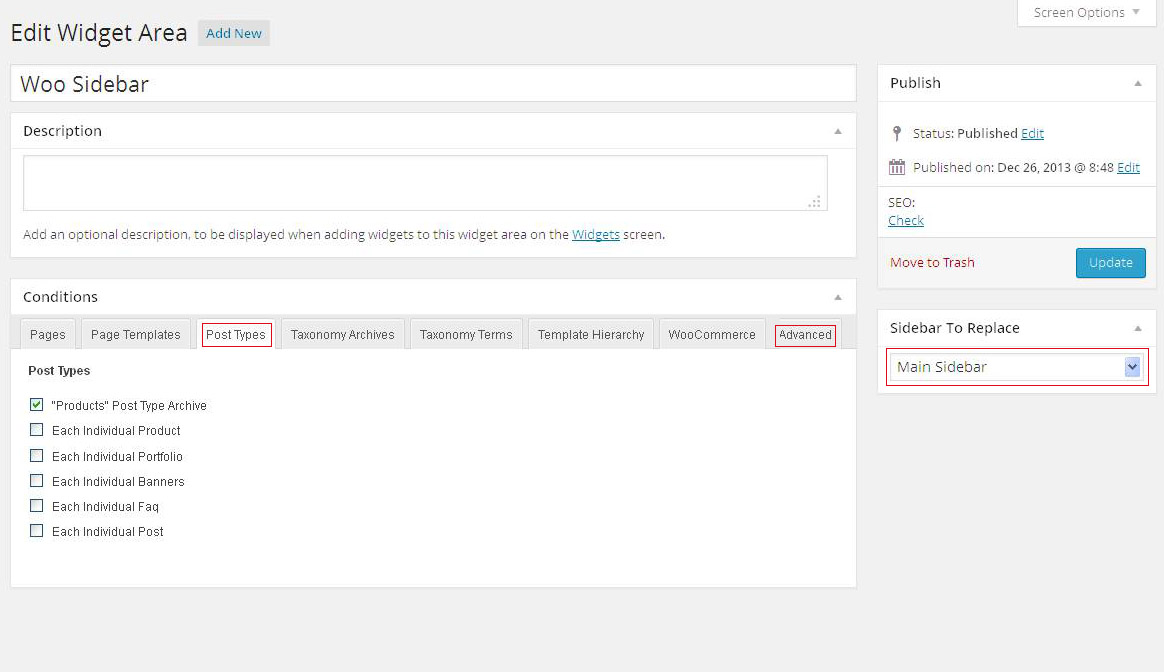 Screen Options
Edit Widget Area Add New
Woo Sidebar
Description
Add an optional description, to be displayed when adding widgets to this widget area on the Widgets screen.
Conditions
Pages Page Templates Post Types Taxonomy Archives Taxonomy Terms Template Hierarchy WooCommerce Advanced
Post Types
"Products" Post Type Archive
Each Individual Product
Each Individual Portfolio
Each Individual Banners
Each Individual Faq
Each Individual Post
Publish
Status: Published Edit
Published on: Dec 26, 2013 @ 8:48 Edit
SEO:
Check
Move to Trash Update
Sidebar To Replace
Main Sidebar